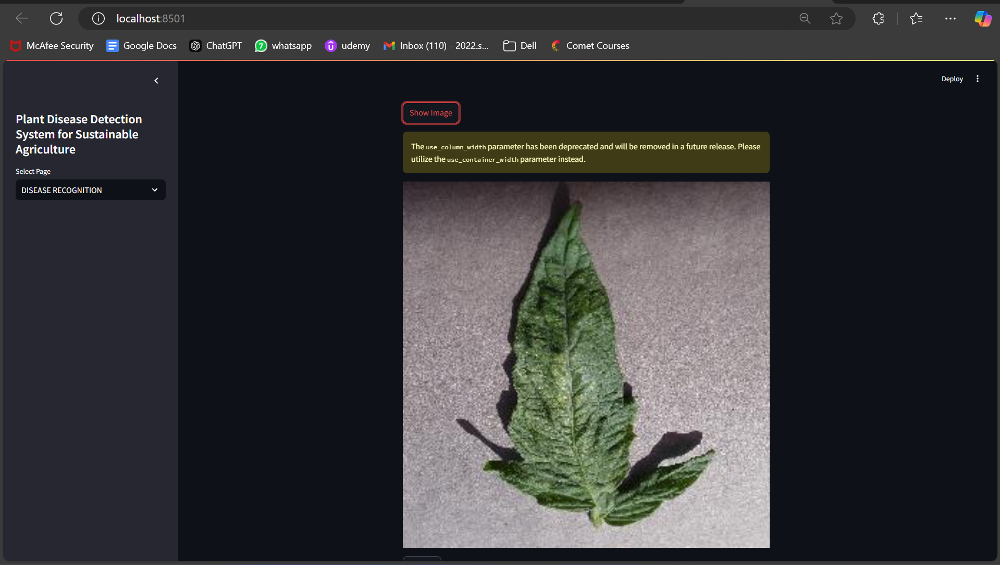 localhost:8501
McAfee Security
Google Docs
ChatGPT
7
whatsapp
udemy
Inbox (110) - 2022.s...
Dell
Comet Courses
Deploy
Plant Disease Detection
System for Sustainable
Agriculture
Select Page
DISEASE RECOGNITION
Show Image
The use_column_width parameter has been deprecated and will be removed in a future release. Please
utilize the use_container_width parameter instead.